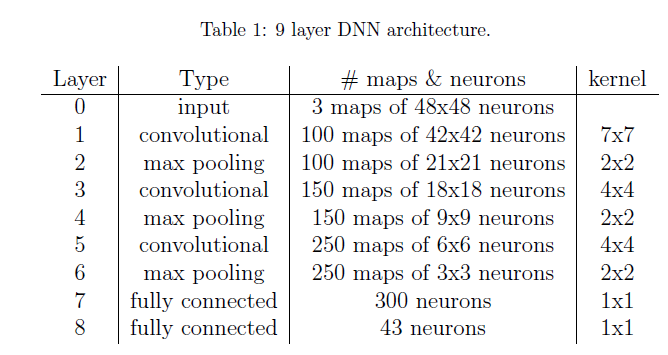 Table 1: 9 layer DNN architecture.
Layer Type # maps & neurons kernel
0 input 3 maps of 48x48 neurons
1 convolutional 100 maps of 42x42 neurons 7x7
2 max pooling 100 maps of 21x21 neurons 2x2
3 convolutional 150 maps of 18x18 neurons 4x4
4 max pooling 150 maps of 9x9 neurons 2x2
5 convolutional 250 maps of 6x6 neurons 4x4
6 max pooling 250 maps of 3x3 neurons 2x2
7 fully connected 300 neurons 1x1
8 fully connected 43 neurons 1x1